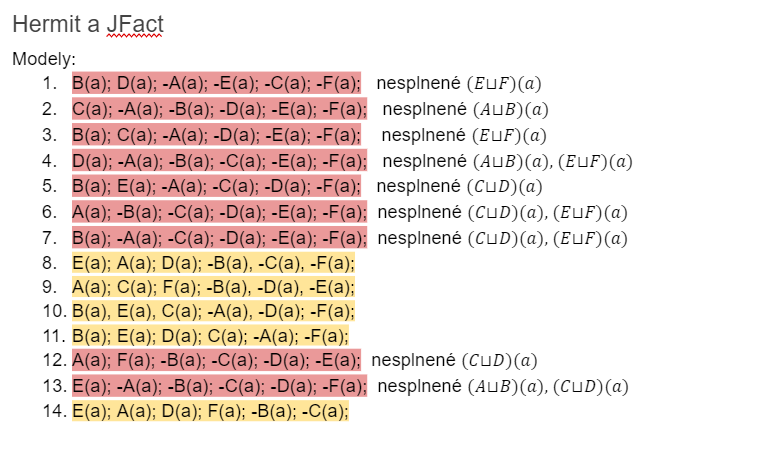 Hermit a JFact
Modely:
1. B(a); D(a); -A(a); -E(a); -C(a); -F(a); nesplnené (E⊔F)(a)
2. C(a); -A(a); -B(a); -D(a); -E(a); -F(a); nesplnené (A⊔B)(a)
3. B(a); C(a); -A(a); -D(a); -E(a); -F(a); nesplnené (E⊔F)(a)
4. D(a); -A(a); -B(a); -C(a); -E(a); -F(a); nesplnené (A⊔B)(a), (E⊔F)(a)
5. B(a); E(a); -A(a); -C(a); -D(a); -F(a); nesplnené (C⊔D)(a)
6. A(a); -B(a); -C(a); -D(a); -E(a); -F(a); nesplnené (C⊔D)(a), (E⊔F)(a)
7. B(a); -A(a); -C(a); -D(a); -E(a); -F(a); nesplnené (C⊔D)(a), (E⊔F)(a)
8. E(a); A(a); D(a); -B(a), -C(a), -F(a);
9. A(a); C(a); F(a); -B(a), -D(a), -E(a);
10. B(a), E(a), C(a); -A(a), -D(a); -F(a);
11. B(a); E(a); D(a); C(a); -A(a); -F(a);
12. A(a); F(a); -B(a); -C(a); -D(a); -E(a); nesplnené (C⊔D)(a)
13. E(a); -A(a); -B(a); -C(a); -D(a); -F(a); nesplnené (A⊔B)(a), (C⊔D)(a)
14. E(a); A(a); D(a); F(a); -B(a); -C(a);